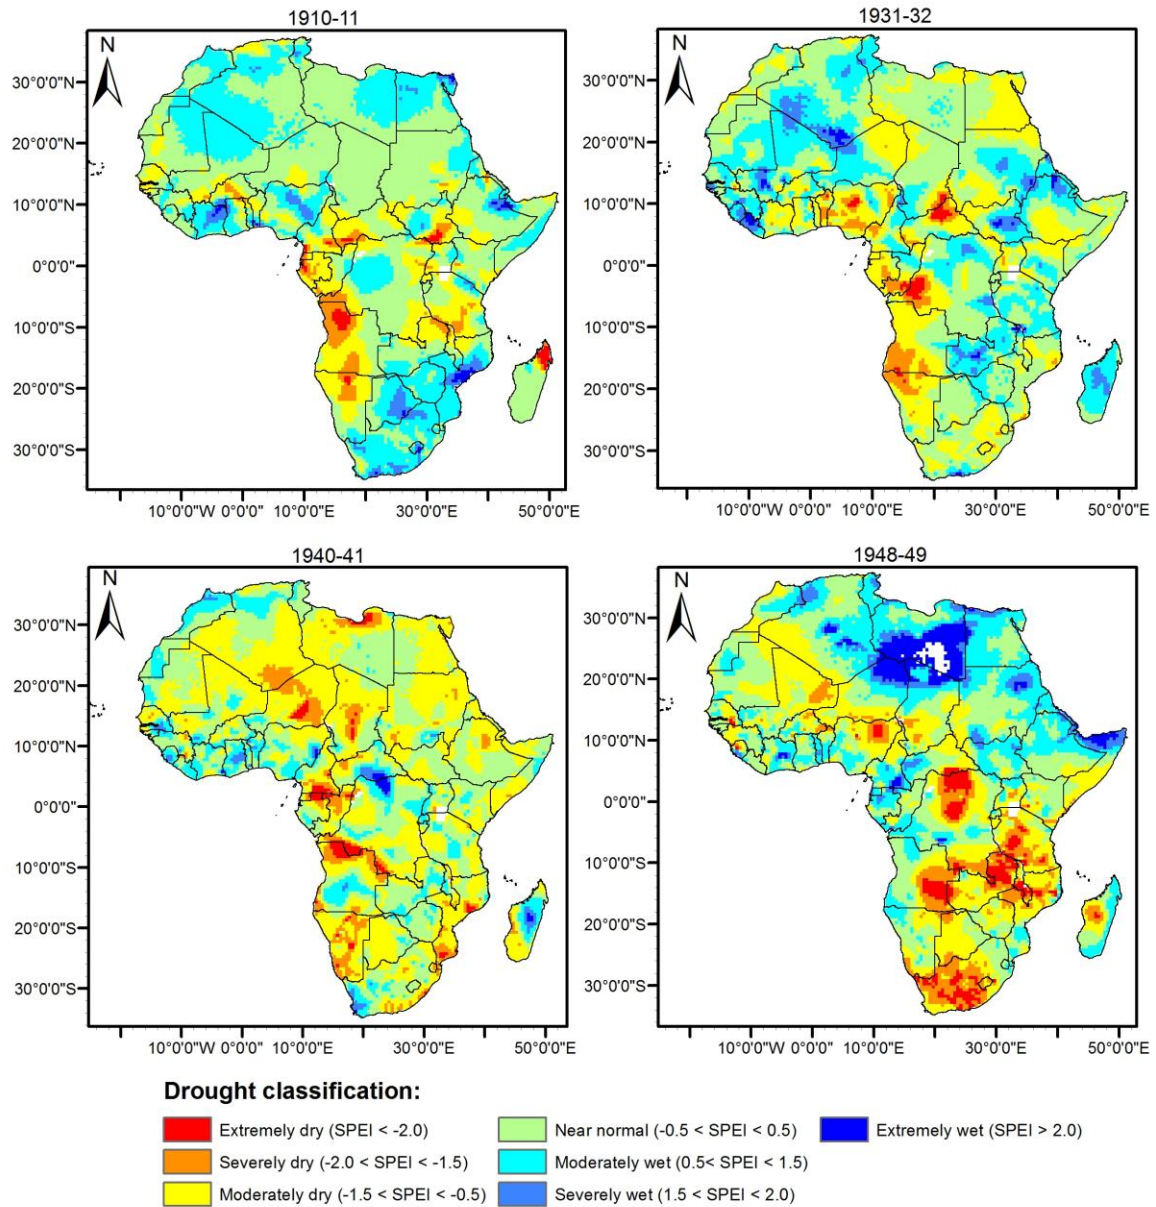 1910-11
N
30°0'0"N
20°0'0"N
10°0'0"N
0°0'0"
10°0'0"S
20°0'0"S
30°0'0"S
10°0'0"W 0°0'0" 10°0'0"E 30°0'0"E 50°0'0"E
1931-32
N
30°0'0"N
20°0'0"N
10°0'0"N
0°0'0"
10°0'0"S
20°0'0"S
30°0'0"S
10°0'0"W 0°0'0" 10°0'0"E 30°0'0"E 50°0'0"E
1940-41
N
30°0'0"N
20°0'0"N
10°0'0"N
0°0'0"
10°0'0"S
20°0'0"S
30°0'0"S
10°0'0"W 0°0'0" 10°0'0"E 30°0'0"E 50°0'0"E
1948-49
N
30°0'0"N
20°0'0"N
10°0'0"N
0°0'0"
10°0'0"S
20°0'0"S
30°0'0"S
10°0'0"W 0°0'0" 10°0'0"E 30°0'0"E 50°0'0"E
Drought classification:
Extremely dry (SPEI < -2.0)
Severely dry (-2.0 < SPEI < -1.5)
Moderately dry (-1.5 < SPEI < -0.5)
Near normal (-0.5 < SPEI < 0.5)
Moderately wet (0.5< SPEI < 1.5)
Severely wet (1.5 < SPEI < 2.0)
Extremely wet (SPEI > 2.0)